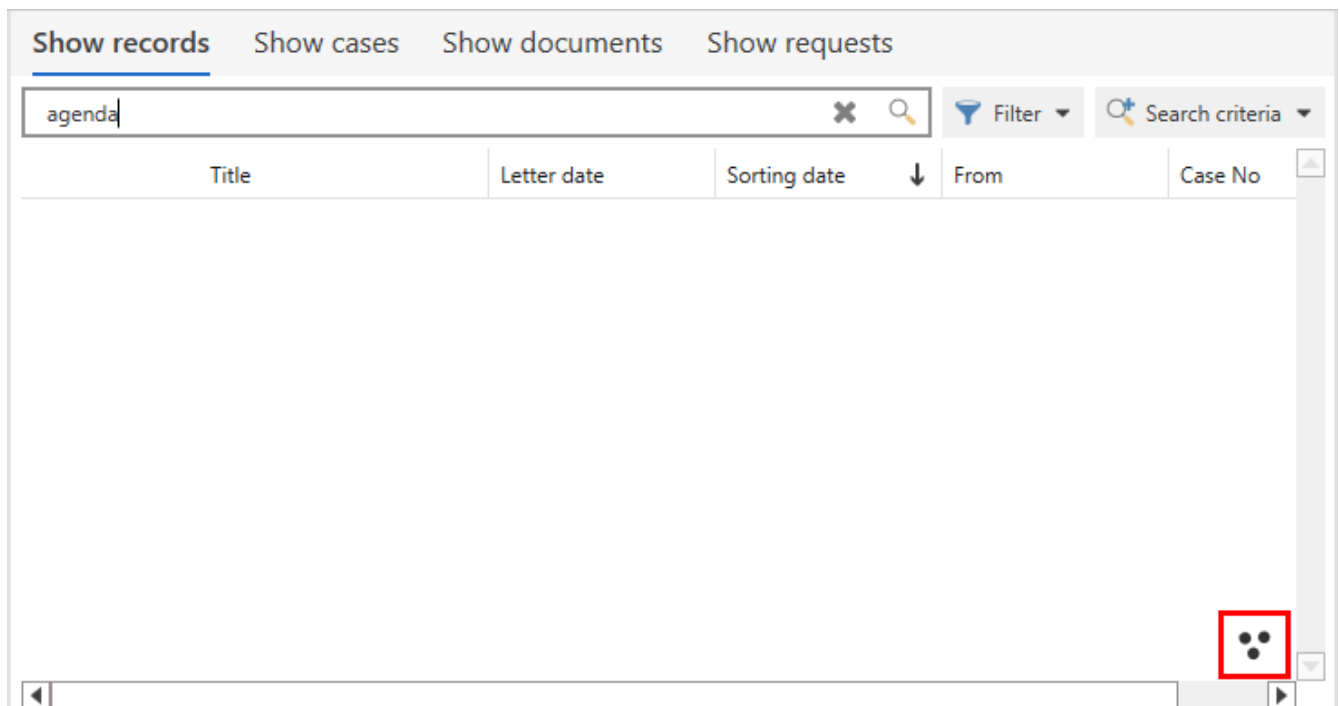 Show records Show cases Show documents Show requests
agenda Filter Search criteria
Title Letter date Sorting date From Case No